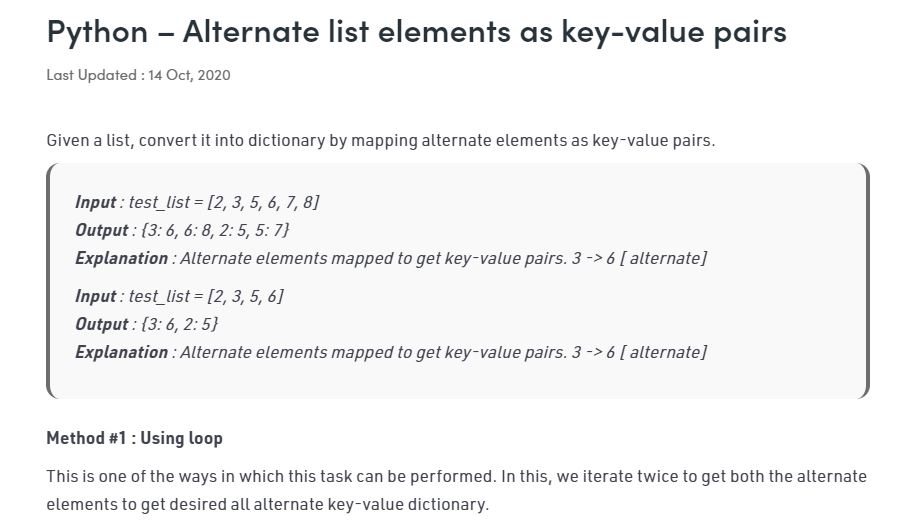 Python – Alternate list elements as key-value pairs
Last Updated : 14 Oct, 2020
Given a list, convert it into dictionary by mapping alternate elements as key-value pairs.
Input : test_list = [2, 3, 5, 6, 7, 8]
Output : {3: 6, 6: 8, 2: 5, 5: 7}
Explanation : Alternate elements mapped to get key-value pairs. 3 -> 6 [ alternate]
Input : test_list = [2, 3, 5, 6]
Output : {3: 6, 2: 5}
Explanation : Alternate elements mapped to get key-value pairs. 3 -> 6 [ alternate]
Method #1 : Using loop
This is one of the ways in which this task can be performed. In this, we iterate twice to get both the alternate
elements to get desired all alternate key-value dictionary.